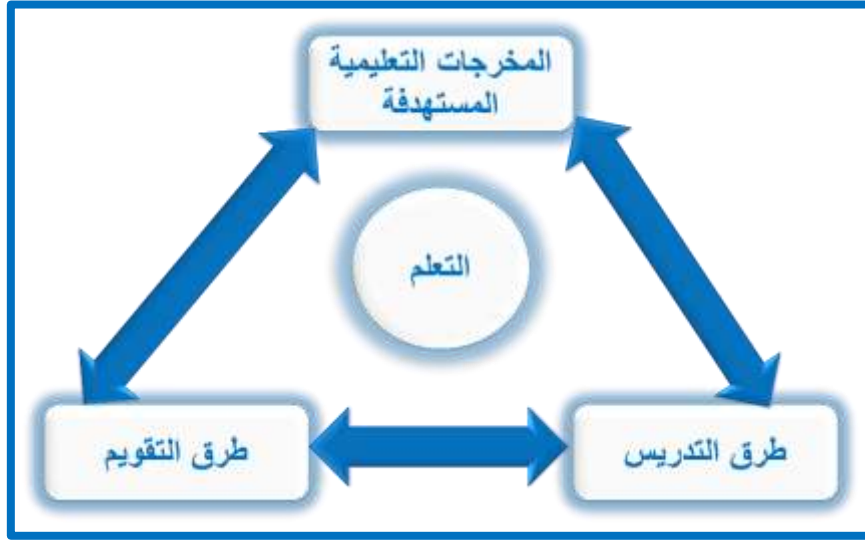 المخرجات التعليمية
المستهدفة
التعلم
طرق التدريس
طرق التقويم